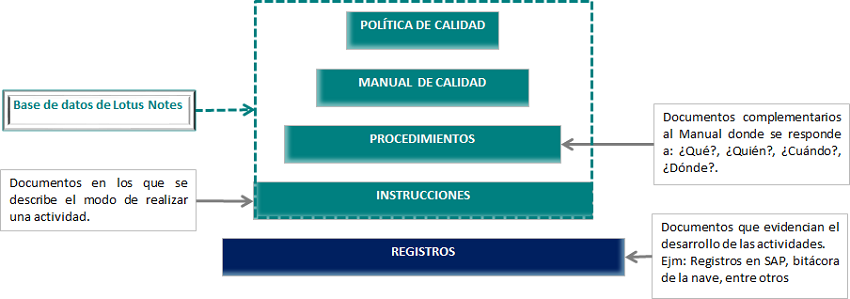 POLÍTICA DE CALIDAD
MANUAL DE CALIDAD
Base de datos de Lotus Notes
PROCEDIMIENTOS
Documentos complementarios
al Manual donde se responde
a: ¿Qué?, ¿Quién?, ¿Cuándo?,
¿Dónde?.
Documentos en los que se
describe el modo de realizar
una actividad.
INSTRUCCIONES
REGISTROS
Documentos que evidencian el
desarrollo de las actividades.
Ejm: Registros en SAP, bitácora
de la nave, entre otros